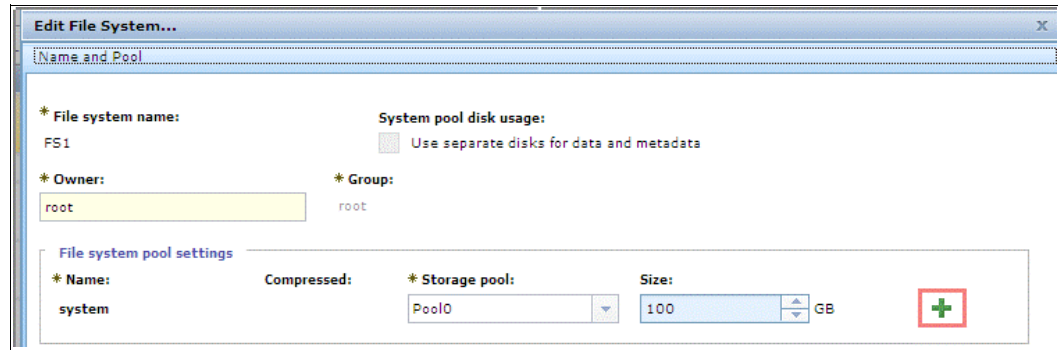 Edit File System...
x
Name and Pool
* File system name:
System pool disk usage:
FS1
Use separate disks for data and metadata
* Owner:
* Group:
root
root
File system pool settings
* Name:
Compressed:
* Storage pool:
Size:
system
Pool0
100
GB